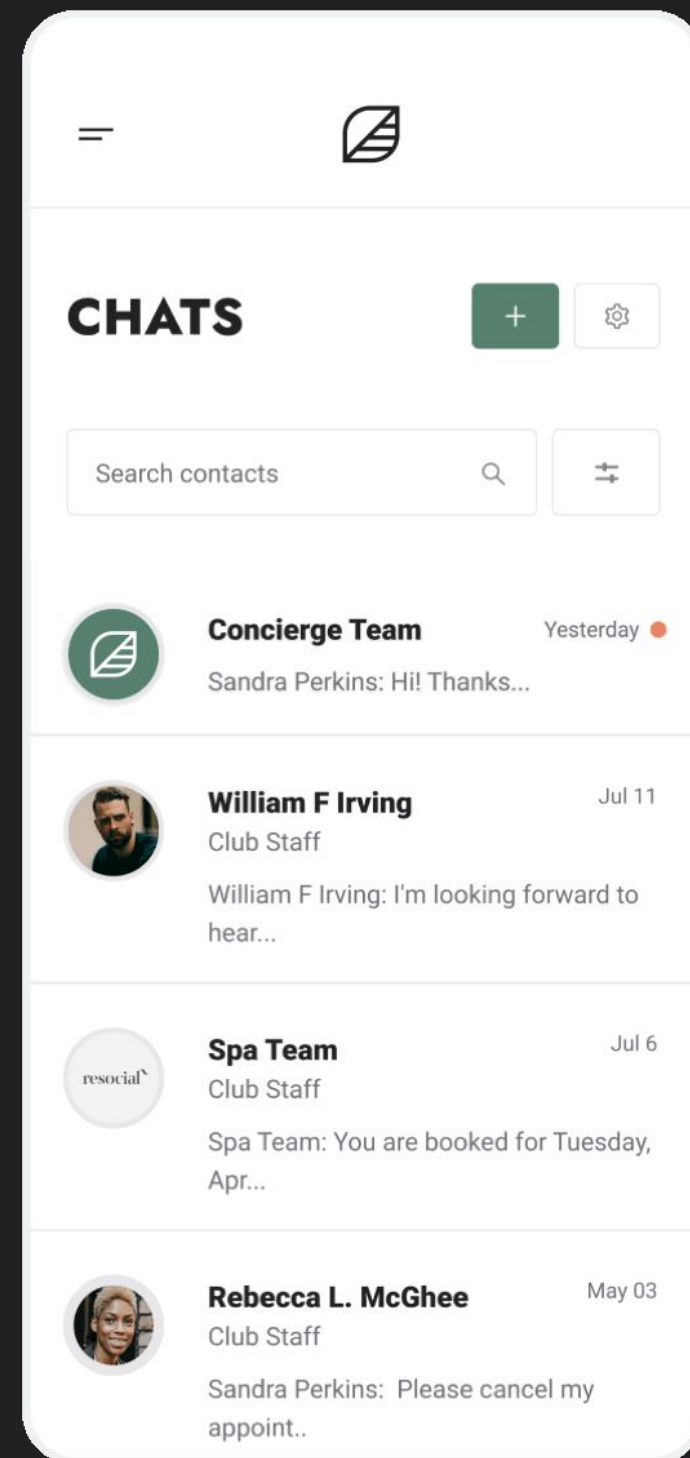 CHATS
Search contacts
Concierge Team
Yesterday
Sandra Perkins: Hi! Thanks...
William F Irving
Jul 11
Club Staff
William F Irving: I'm looking forward to
hear...
Spa Team
Jul 6
resocial`
Club Staff
Spa Team: You are booked for Tuesday,
Apr...
Rebecca L. McGhee
May 03
Club Staff
Sandra Perkins:  Please cancel my
appoint..